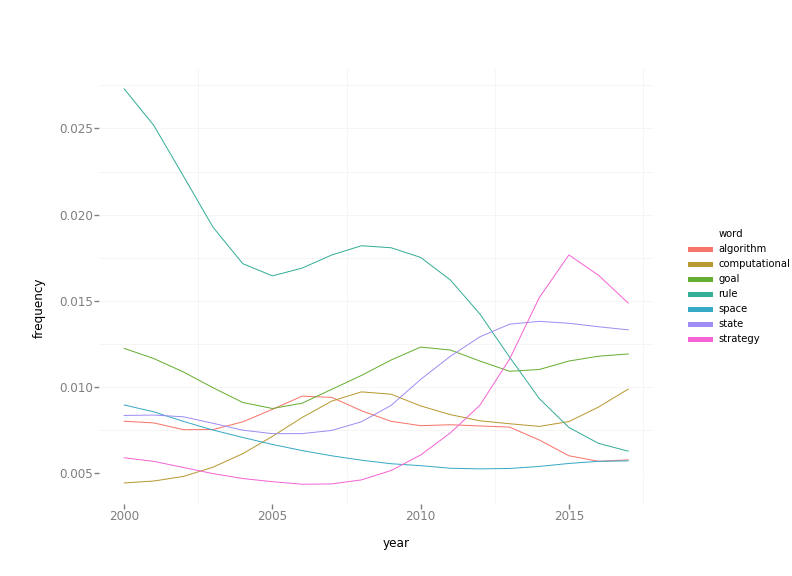 0.025
0.020
0.015
0.010
0.005
frequency
2000
2005
2010
2015
year
word
algorithm
computational
goal
rule
space
state
strategy